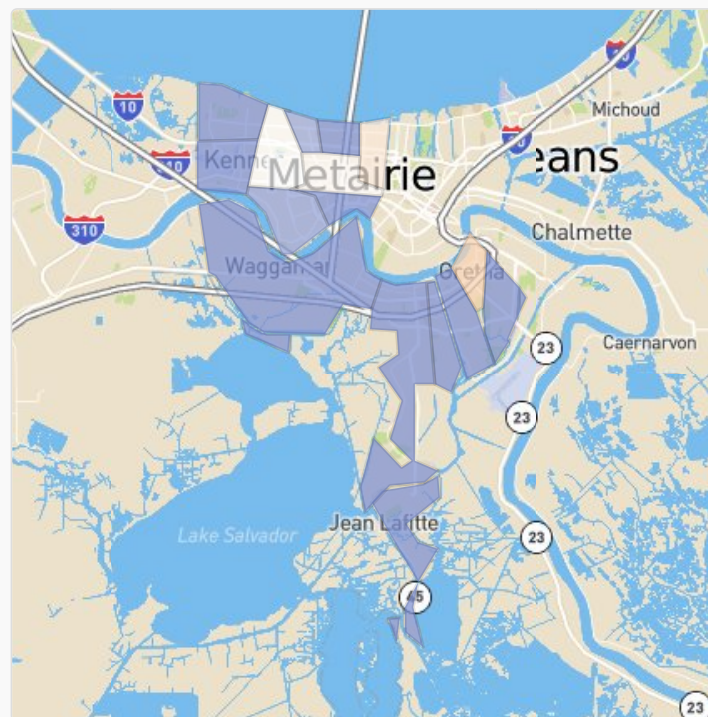 10
10
Michoud
10
Kenne
Metairie
eans
310
Chalmette
Waggaman
Gretna
23
Caernarvon
23
Jean Lafitte
Lake Salvador
23
45
23